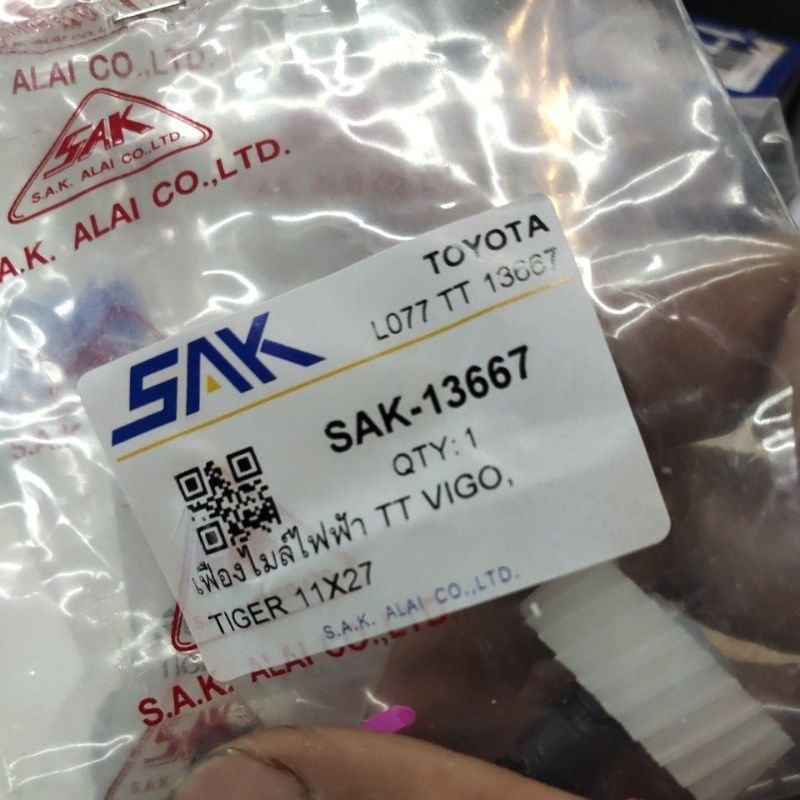 ALAI CO.,LTD.
SAK
S.A.K. ALAI CO.,LTD.
A.K. ALAI CO.,LTD.
TOYOTA
L077 TT 13667
SAK
SAK-13667
QTY: 1
เฟืองไมล์ไฟฟ้า TT VIGO,
TIGER 11X27
S.A.K. ALAI CO.,LTD.
S.A.K. ALAI CO.,LTD.
SAK
S.A.K.